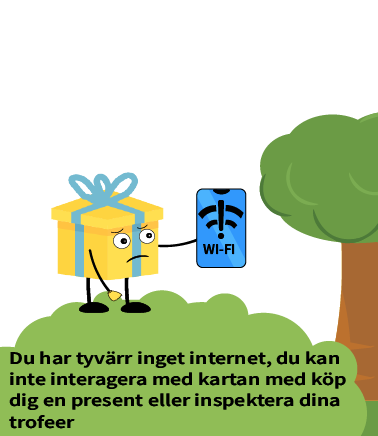 WI-FI
Du har tyvärr inget internet, du kan
inte interagera med kartan med köp
dig en present eller inspektera dina
trofeer